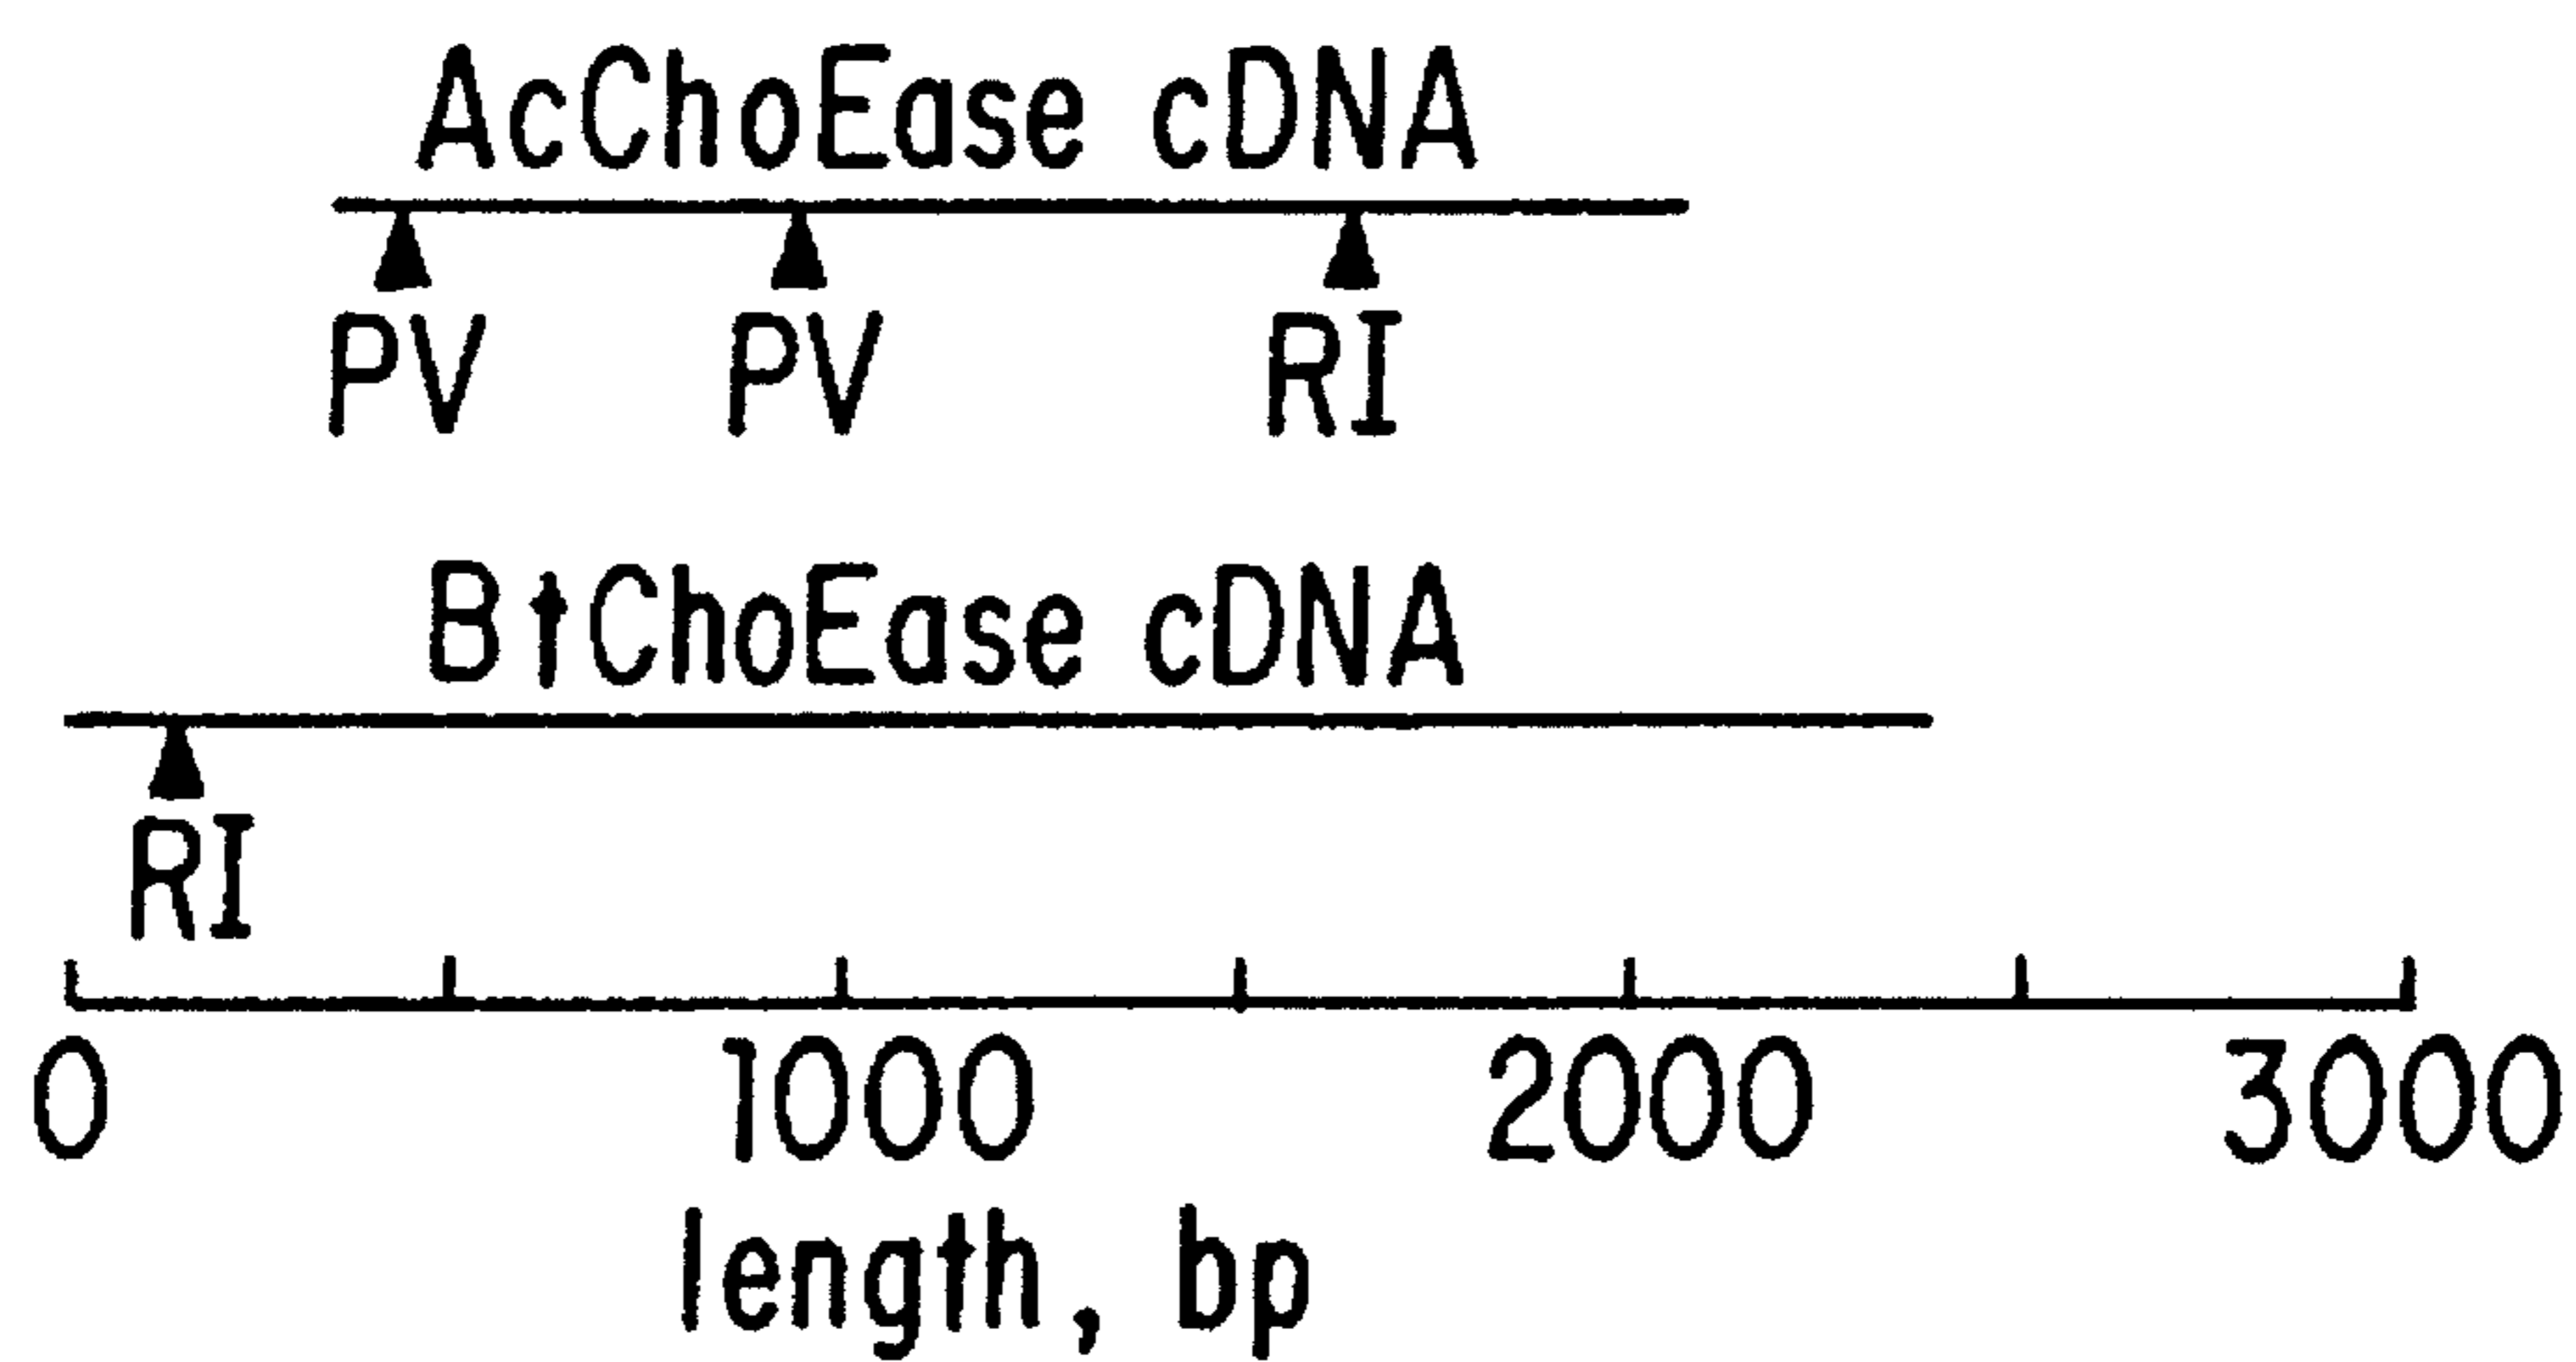 AcChoEase cDNA
PV PV RI
BtChoEase cDNA
RI
0 1000 2000 3000
length, bp